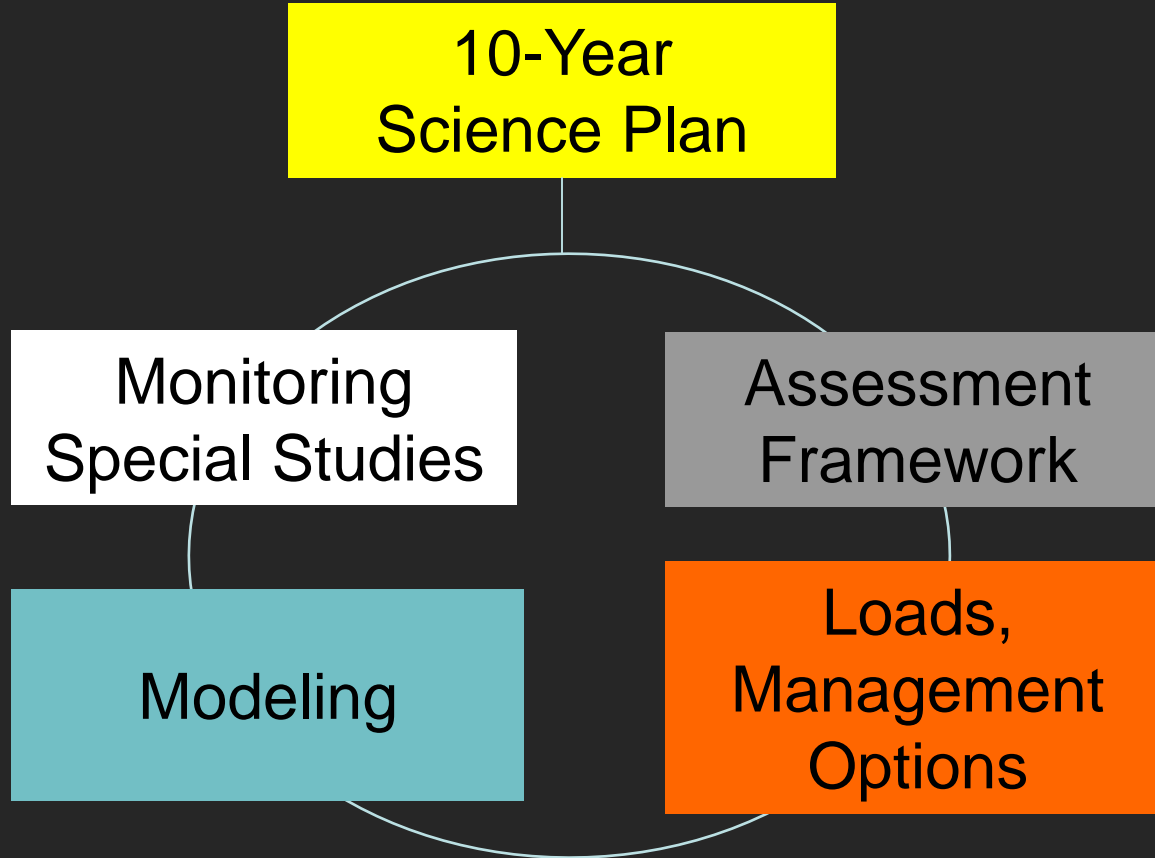 10-Year
Science Plan
Monitoring
Special Studies
Assessment
Framework
Modeling
Loads,
Management
Options